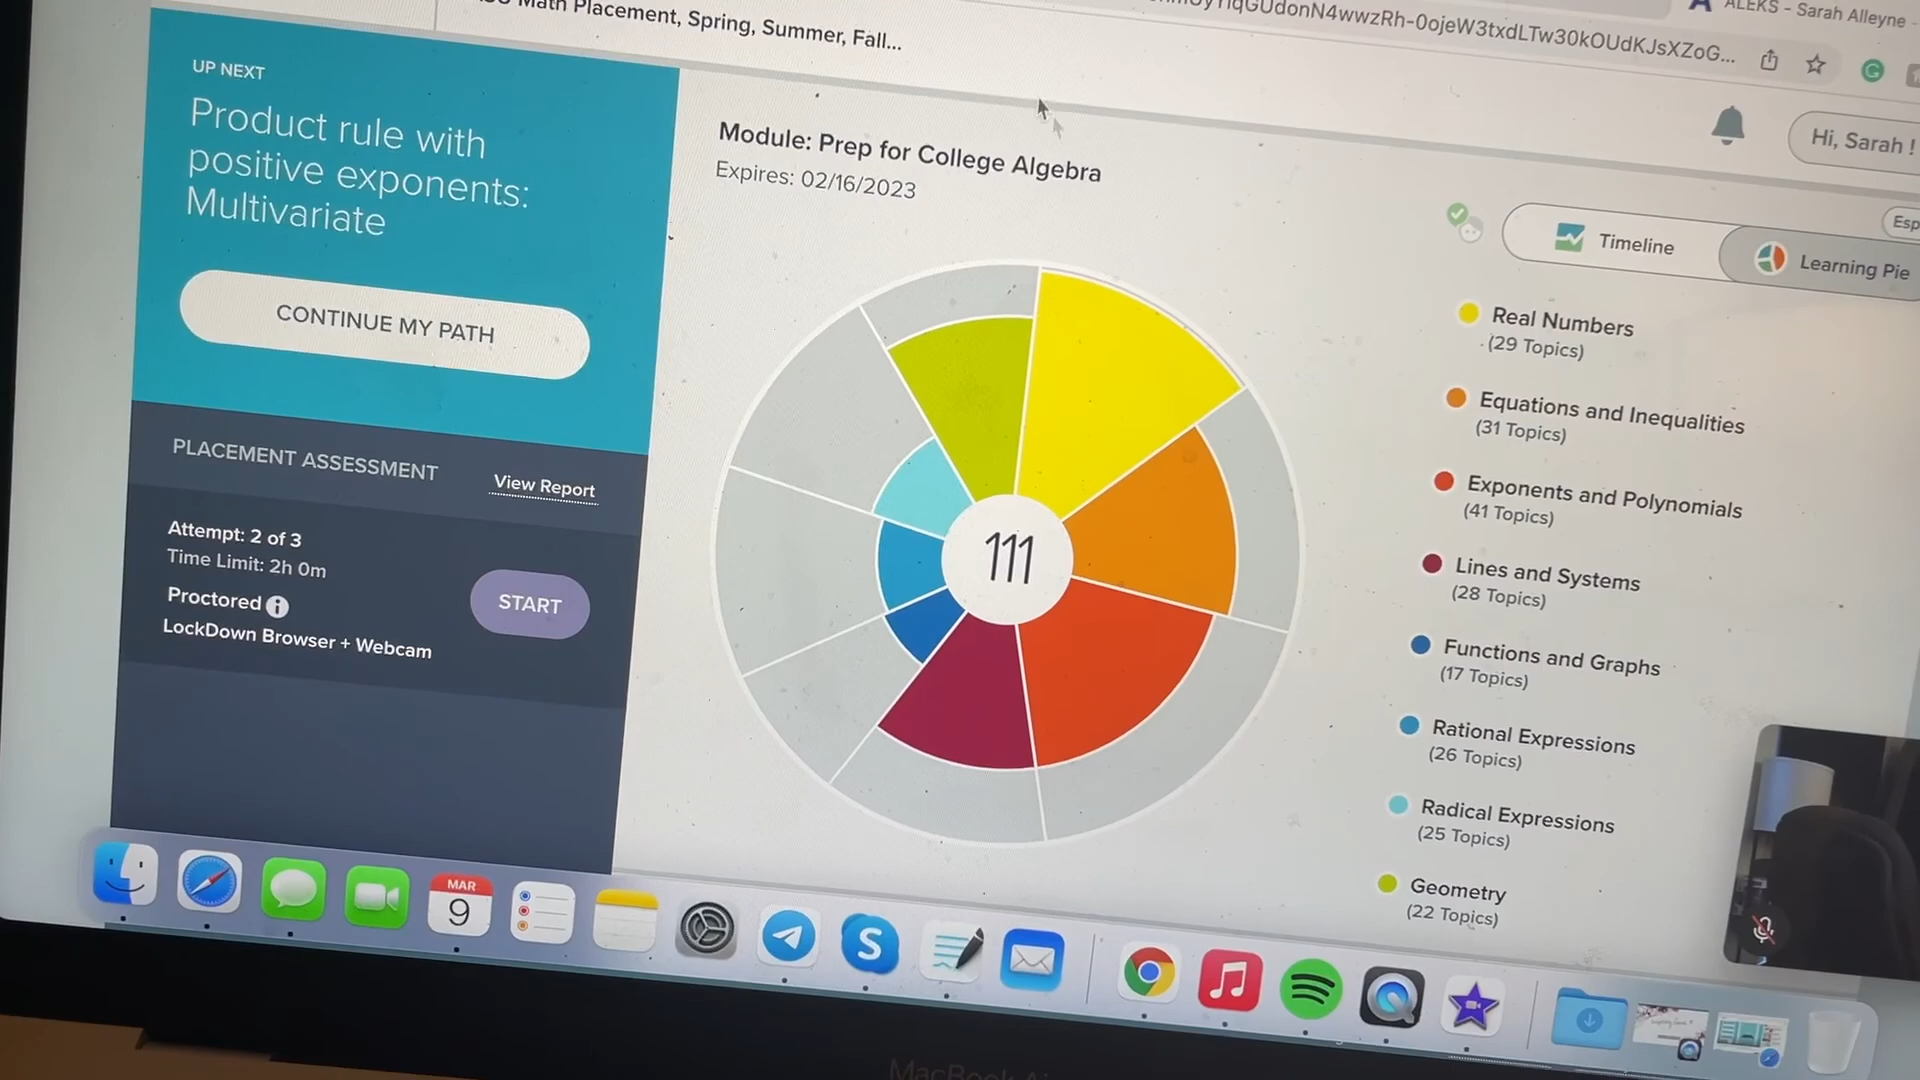 Math Placement, Spring, Summer, Fall...
ALEKS - Sarah Alleyne
UP NEXT
Product rule with
positive exponents:
Multivariate
CONTINUE MY PATH
PLACEMENT ASSESSMENT
View Report
Attempt: 2 of 3
Time Limit: 2h 0m
Proctored
LockDown Browser + Webcam
START
Module: Prep for College Algebra
Expires: 02/16/2023
111
Hi, Sarah !
Esp
Timeline
Learning Pie
Real Numbers
(29 Topics)
Equations and Inequalities
(31 Topics)
Exponents and Polynomials
(41 Topics)
Lines and Systems
(28 Topics)
Functions and Graphs
(17 Topics)
Rational Expressions
(26 Topics)
Radical Expressions
(25 Topics)
Geometry
(22 Topics)
MAR
9
S
MacBook